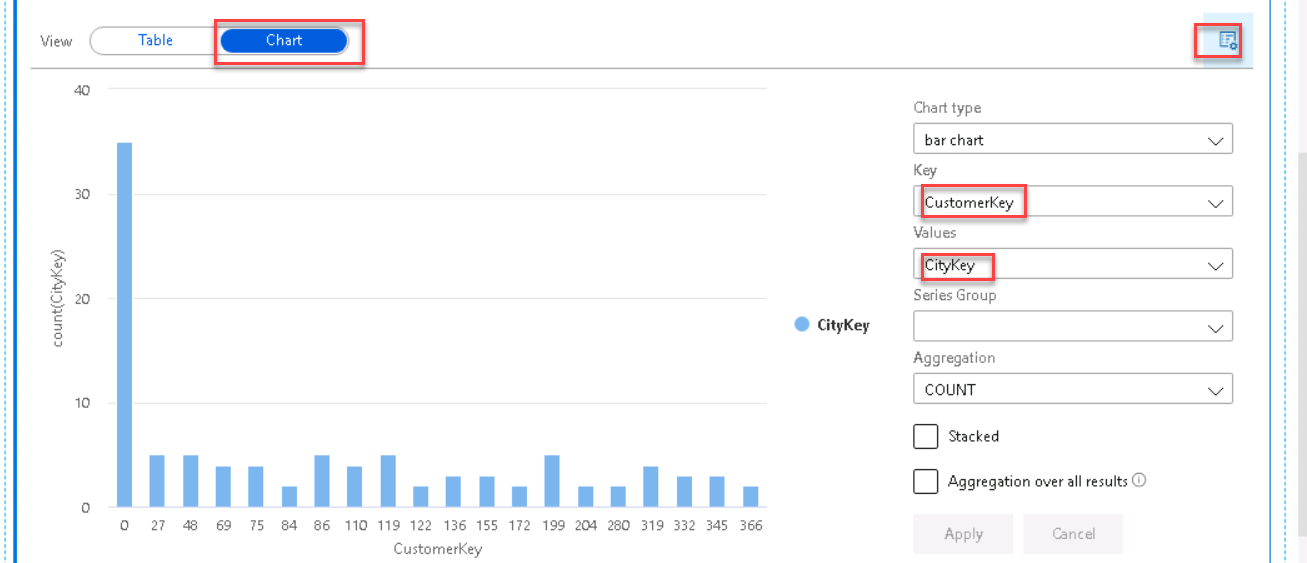 View Table Chart
40
30
20
10
0
count(CityKey)
0 27 48 69 75 84 86 110 119 122 136 155 172 199 204 280 319 332 345 366
CustomerKey
CityKey
Chart type
bar chart
Key
CustomerKey
Values
CityKey
Series Group
Aggregation
COUNT
Stacked
Aggregation over all results
Apply Cancel